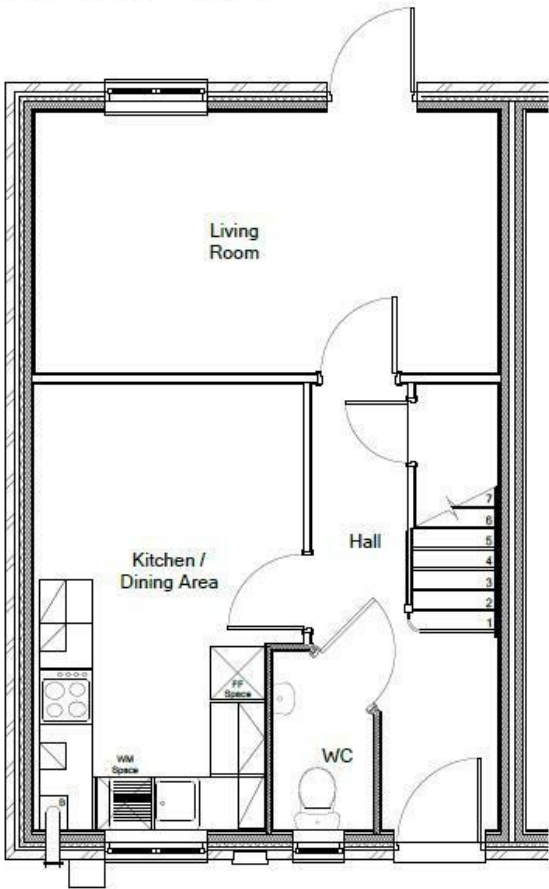 Living
Room
Kitchen /
Dining Area
Hall
7
6
5
4
3
2
1
FF
Space
WM
Space
WC
B